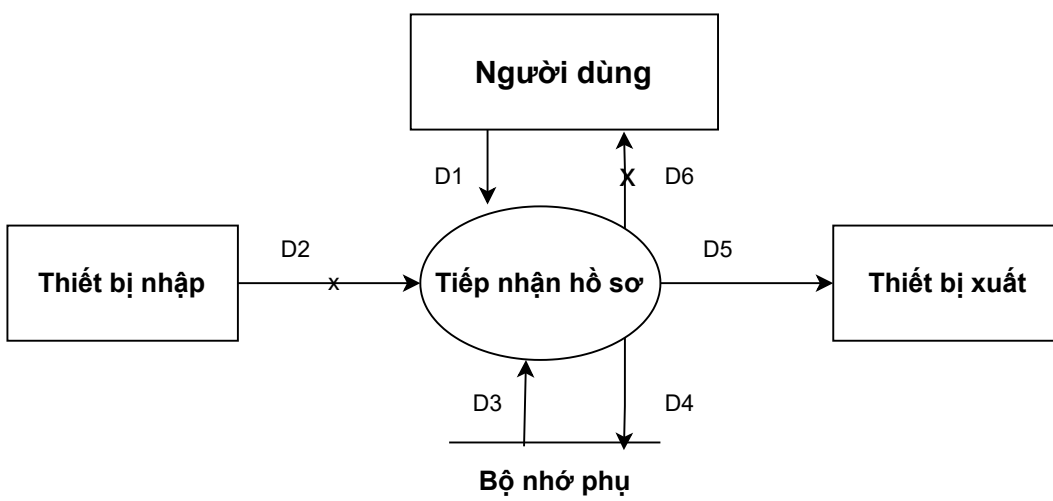 Người dùng
D1
X
D6
D2
D5
Thiết bị nhập
x
Tiếp nhận hồ sơ
Thiết bị xuất
D3
D4
Bộ nhớ phụ